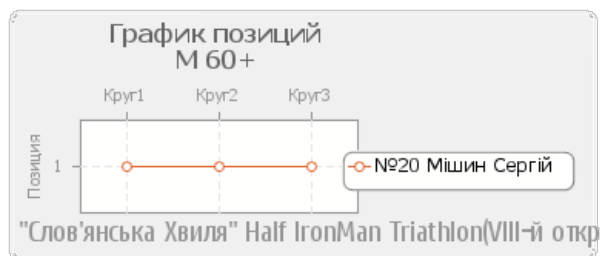 График позиций
М 60+
Круг1 Круг2 Круг3
Позиция
1
№20 Мішин Сергій
"Слов'янська Хвиля" Half IronMan Triathlon(VIII-й откр